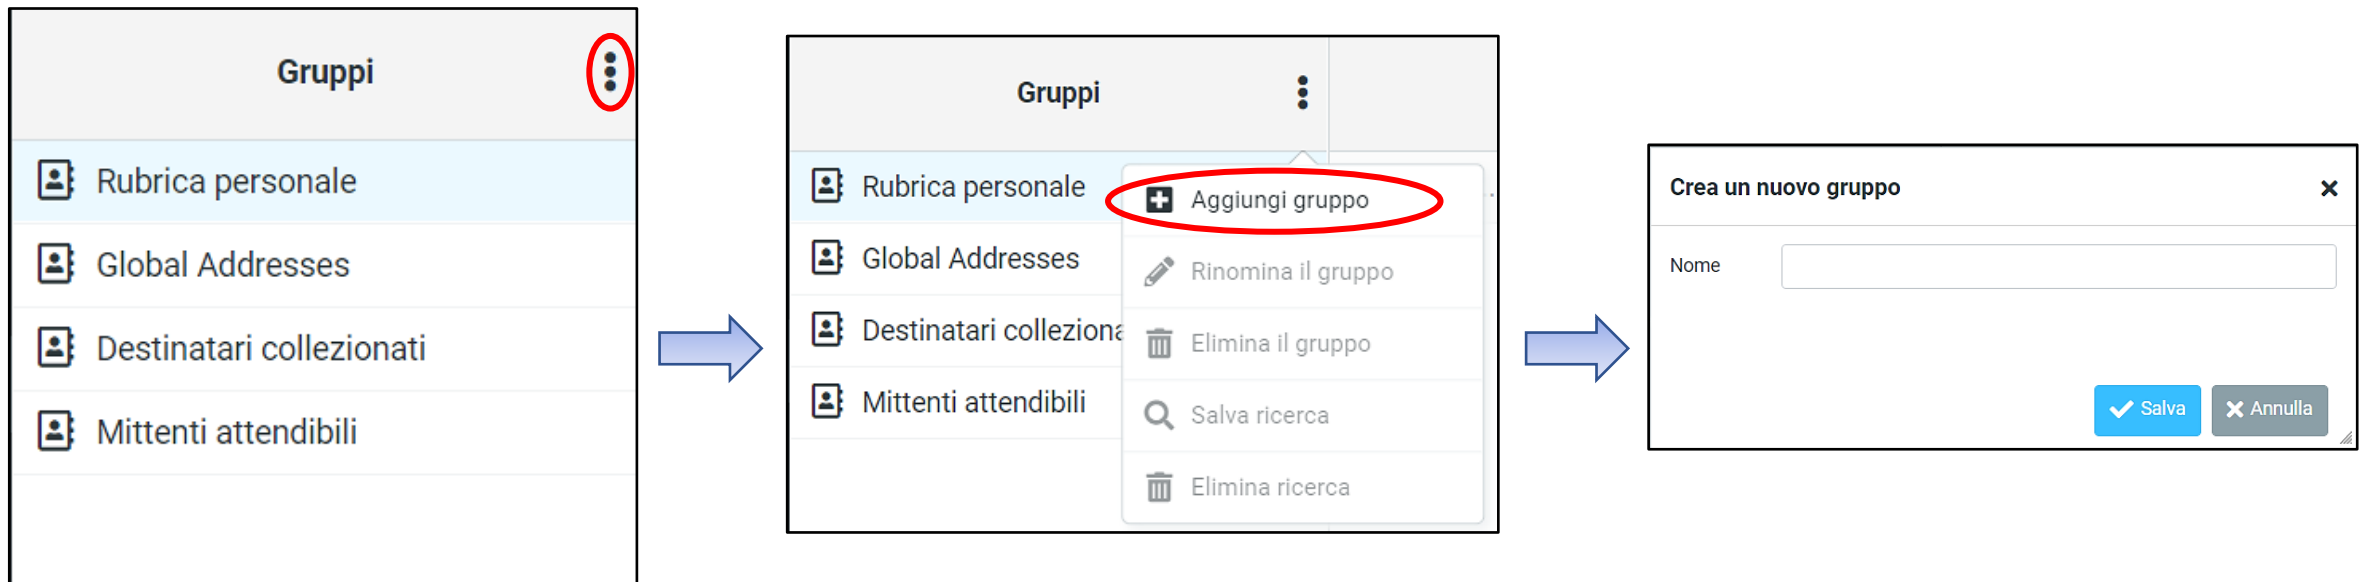 Gruppi
Rubrica personale
Global Addresses
Destinatari collezionati
Mittenti attendibili
Gruppi
Rubrica personale
Global Addresses
Destinatari colleziona
Mittenti attendibili
Aggiungi gruppo
Rinomina il gruppo
Elimina il gruppo
Salva ricerca
Elimina ricerca
Crea un nuovo gruppo
Nome
Salva
Annulla